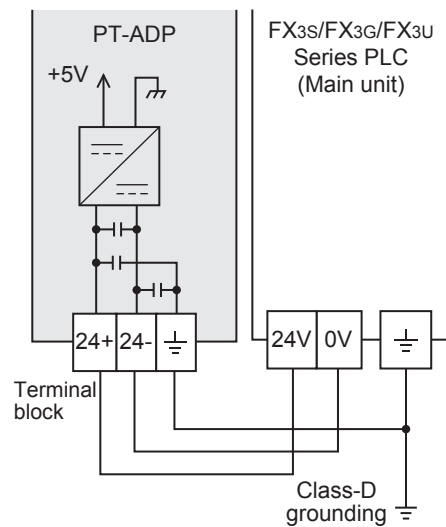 PT-ADP
FX3S/FX3G/FX3U
Series PLC
(Main unit)
+5V
24+
24-
24V
0V
Terminal
block
Class-D
grounding